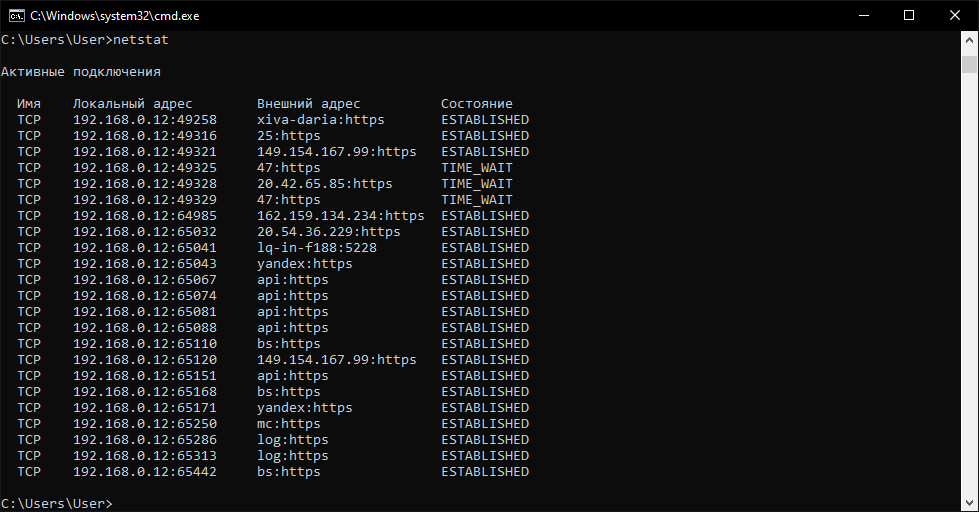 C:\Windows\system32\cmd.exe
C:\Users\User>netstat
Активные подключения
Имя Локальный адрес Внешний адрес Состояние
TCP 192.168.0.12:49258 xiva-daria:https ESTABLISHED
TCP 192.168.0.12:49316 25:https ESTABLISHED
TCP 192.168.0.12:49321 149.154.167.99:https ESTABLISHED
TCP 192.168.0.12:49325 47:https TIME_WAIT
TCP 192.168.0.12:49328 20.42.65.85:https TIME_WAIT
TCP 192.168.0.12:49329 47:https TIME_WAIT
TCP 192.168.0.12:64985 162.159.134.234:https ESTABLISHED
TCP 192.168.0.12:65032 20.54.36.229:https ESTABLISHED
TCP 192.168.0.12:65041 lq-in-f188:5228 ESTABLISHED
TCP 192.168.0.12:65043 yandex:https ESTABLISHED
TCP 192.168.0.12:65067 api:https ESTABLISHED
TCP 192.168.0.12:65074 api:https ESTABLISHED
TCP 192.168.0.12:65081 api:https ESTABLISHED
TCP 192.168.0.12:65088 api:https ESTABLISHED
TCP 192.168.0.12:65110 bs:https ESTABLISHED
TCP 192.168.0.12:65120 149.154.167.99:https ESTABLISHED
TCP 192.168.0.12:65151 api:https ESTABLISHED
TCP 192.168.0.12:65168 bs:https ESTABLISHED
TCP 192.168.0.12:65171 yandex:https ESTABLISHED
TCP 192.168.0.12:65250 mc:https ESTABLISHED
TCP 192.168.0.12:65286 log:https ESTABLISHED
TCP 192.168.0.12:65313 log:https ESTABLISHED
TCP 192.168.0.12:65442 bs:https ESTABLISHED
C:\Users\User>